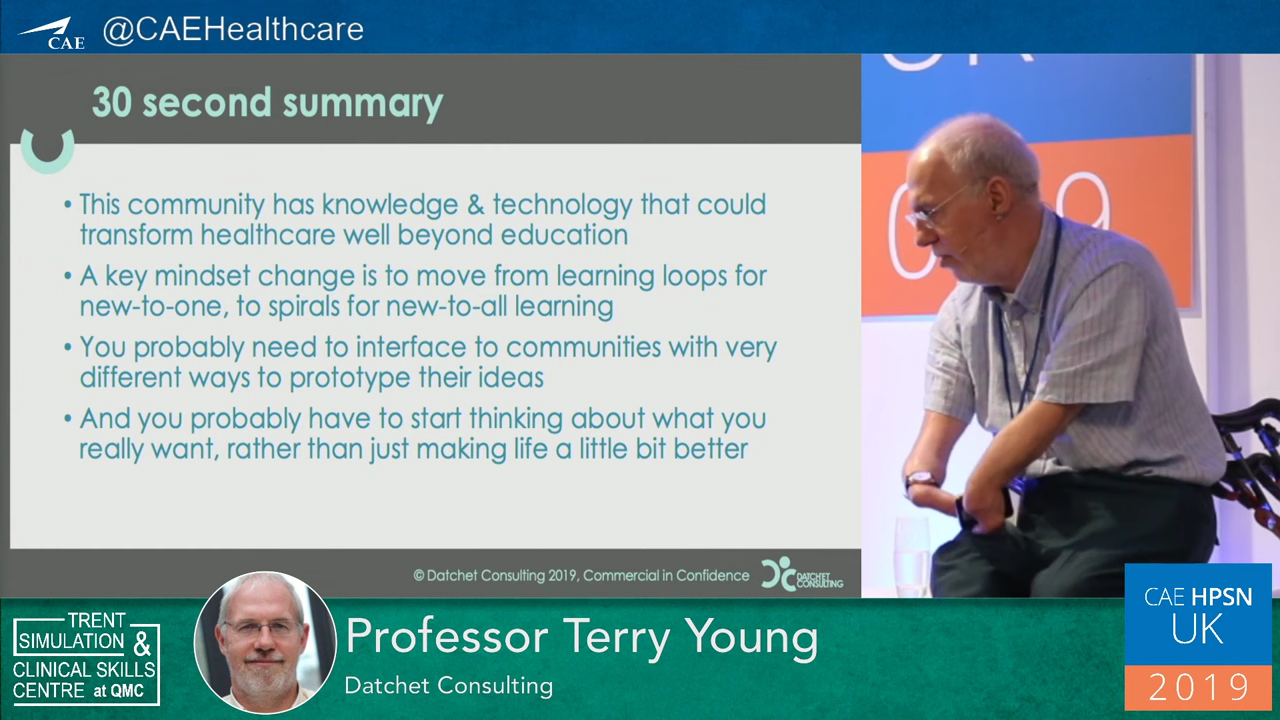 CAE @CAEHealthcare
30 second summary
• This community has knowledge & technology that could
transform healthcare well beyond education
• A key mindset change is to move from learning loops for
new-to-one, to spirals for new-to-all learning
• You probably need to interface to communities with very
different ways to prototype their ideas
• And you probably have to start thinking about what you
really want, rather than just making life a little bit better
© Datchet Consulting 2019, Commercial in Confidence
DATCHET
CONSULTING
TRENT
SIMULATION &
CLINICAL SKILLS
CENTRE at QMC
Professor Terry Young
Datchet Consulting
CAE HPSN
UK
2019